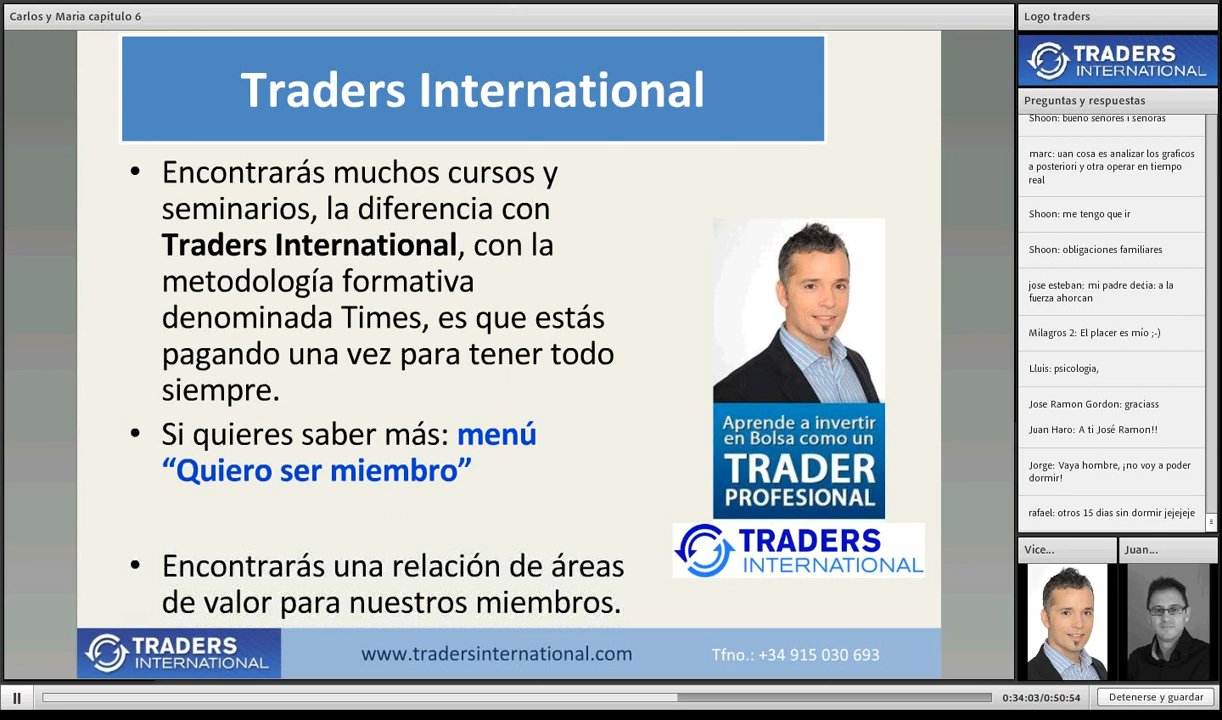 Carlos y Maria capitulo 6
Traders International
• Encontrarás muchos cursos y
seminarios, la diferencia con
Traders International, con la
metodología formativa
denominada Times, es que estás
pagando una vez para tener todo
siempre.
• Si quieres saber más: menú
“Quiero ser miembro”
• Encontrarás una relación de áreas
de valor para nuestros miembros.
Aprende a invertir
en Bolsa como un
TRADER
PROFESIONAL
TRADERS
INTERNATIONAL
TRADERS
INTERNATIONAL
www.tradersinternational.com
Tfno.: +34 915 030 693
Logo traders
TRADERS
INTERNATIONAL
Preguntas y respuestas
Shoon: bueno señores i señoras
marc: uan cosa es analizar los graficos
a posteriori y otra operar en tiempo
real
Shoon: me tengo que ir
Shoon: obligaciones familiares
jose esteban: mi padre decia: a la
fuerza ahorcan
Milagros 2: El placer es mío ;-)
Lluis: psicologia,
Jose Ramon Gordon: graciass
Juan Haro: A ti José Ramon!!
Jorge: Vaya hombre, ¡no voy a poder
dormir!
rafael: otros 15 dias sin dormir jejejeje
Vice...
Juan...
0:34:03/0:50:54
Detenerse y guardar